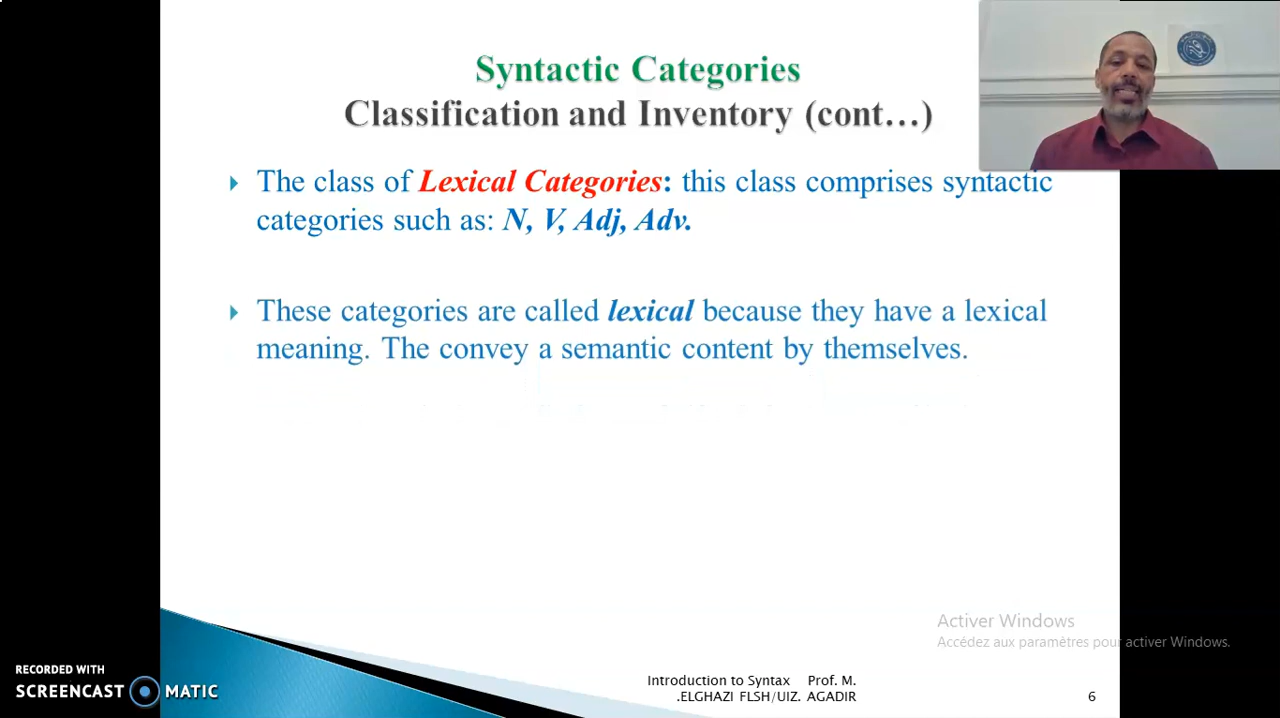 Syntactic Categories
Classification and Inventory (cont…)
The class of Lexical Categories: this class comprises syntactic
categories such as: N, V, Adj, Adv.
These categories are called lexical because they have a lexical
meaning. The convey a semantic content by themselves.
Activer Windows
Accédez aux paramètres pour activer Windows.
RECORDED WITH
SCREENCAST MATIC
Introduction to Syntax Prof. M.
.ELGHAZI FLSH/UIZ. AGADIR
6